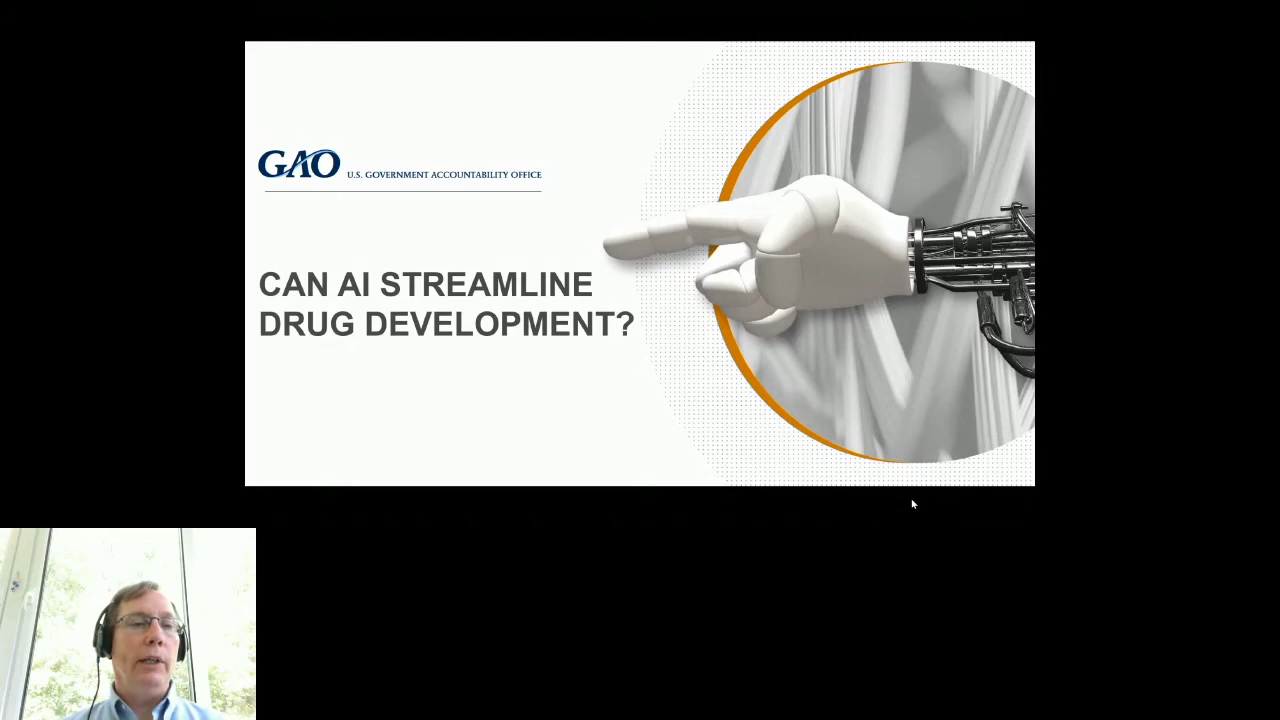 GAO U.S. GOVERNMENT ACCOUNTABILITY OFFICE
CAN AI STREAMLINE
DRUG DEVELOPMENT?